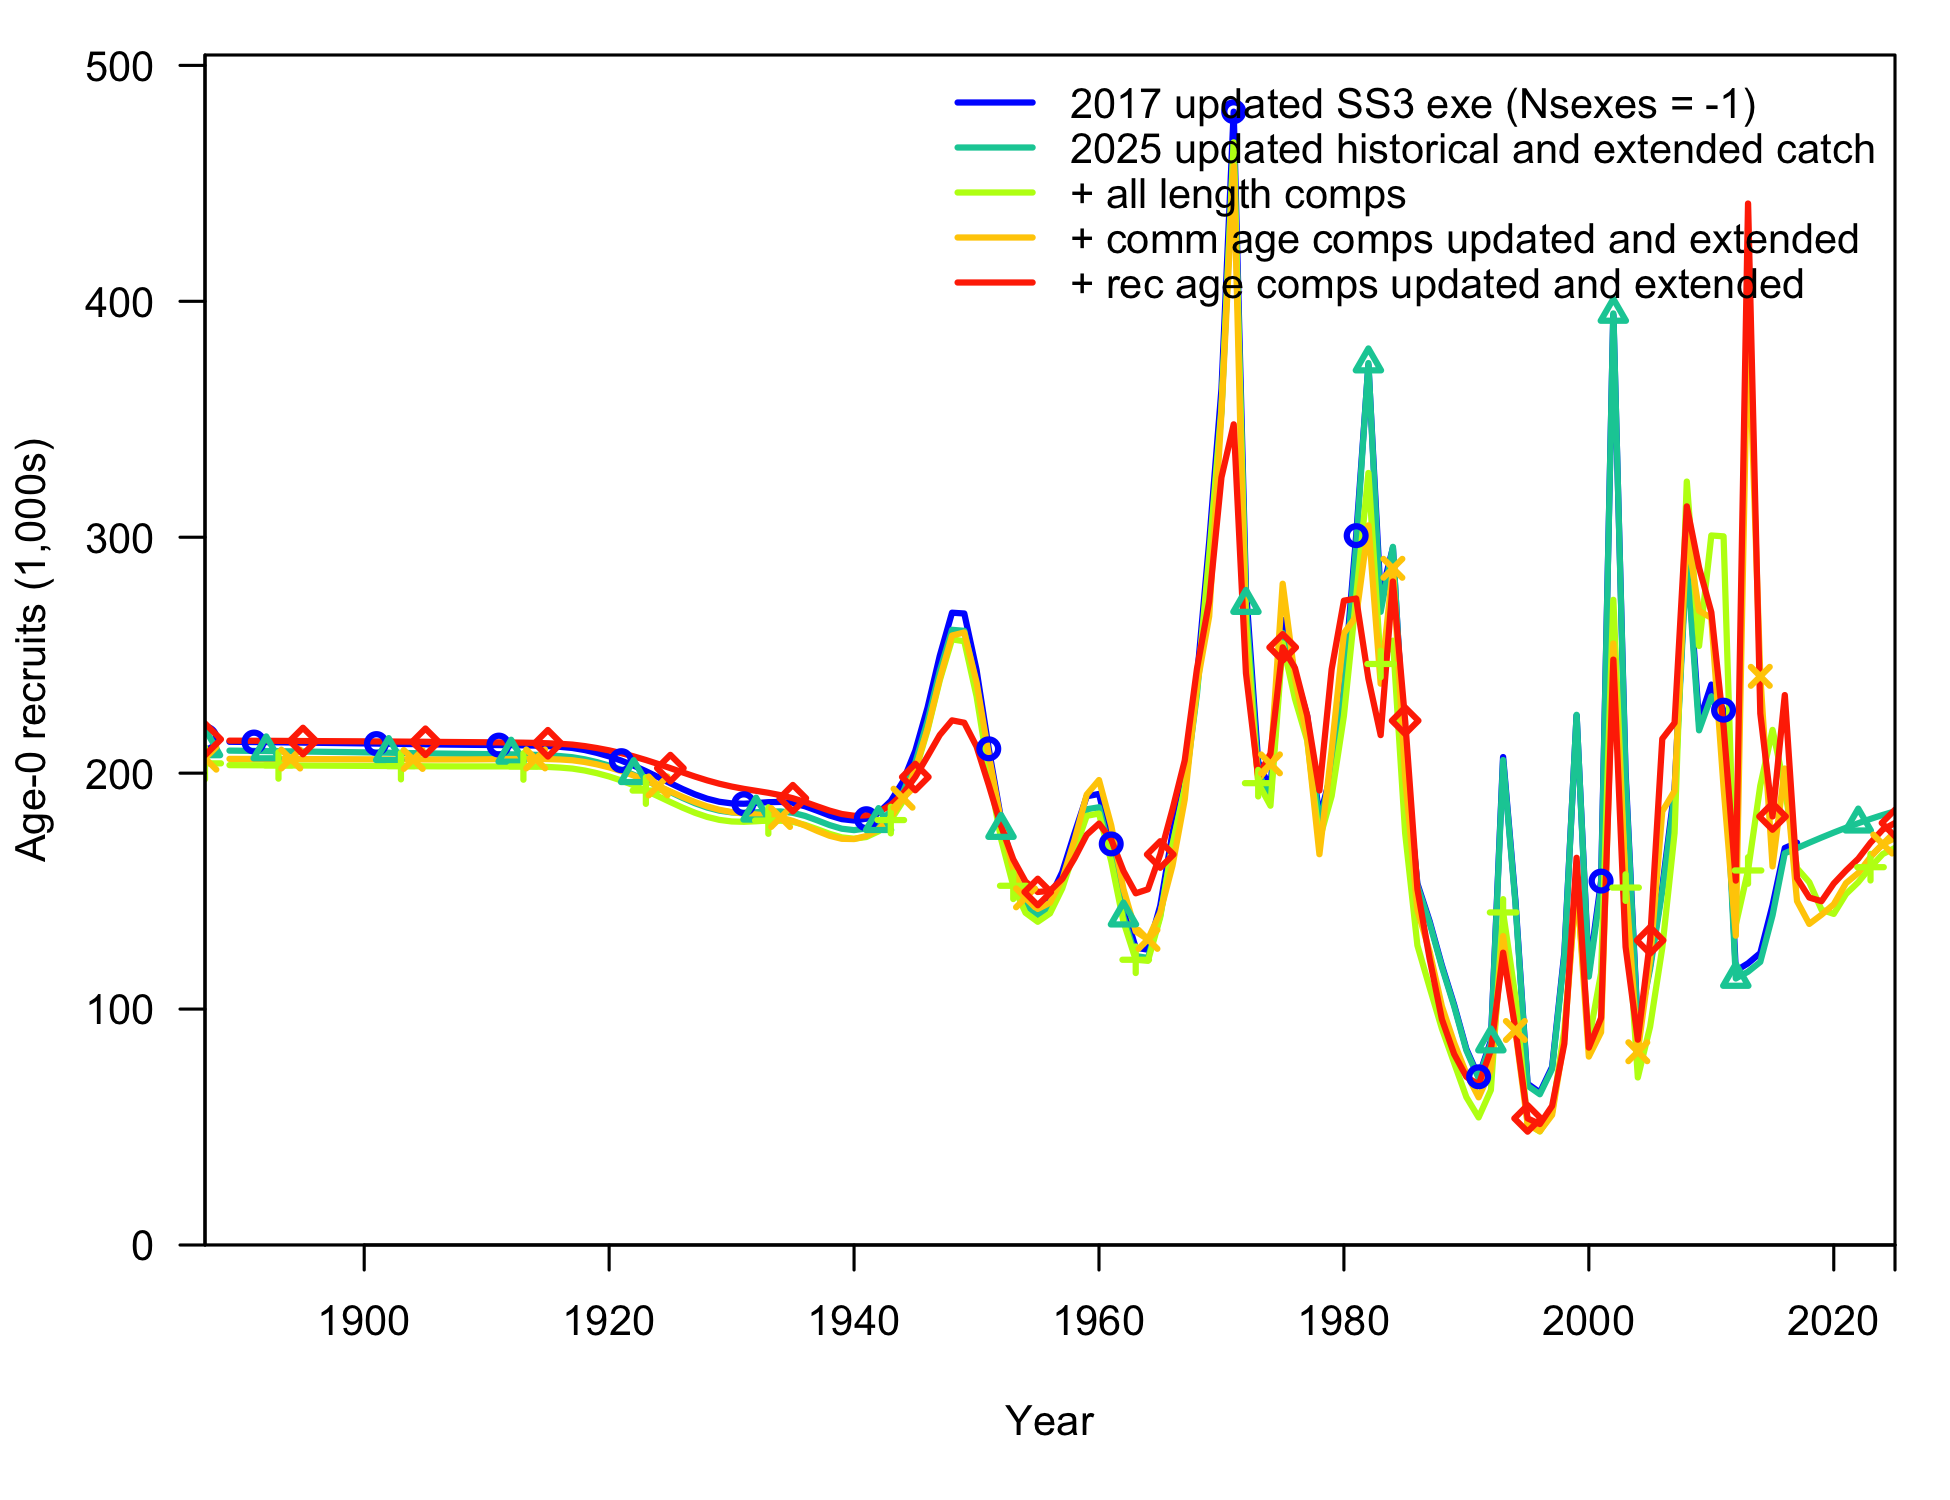 500
400
300
200
100
0
Age-0 recruits (1,000s)
2017 updated SS3 exe (Nsexes = -1)
2025 updated historical and extended catch
+ all length comps
+ comm age comps updated and extended
+ rec age comps updated and extended
1900 1920 1940 1960 1980 2000 2020
Year